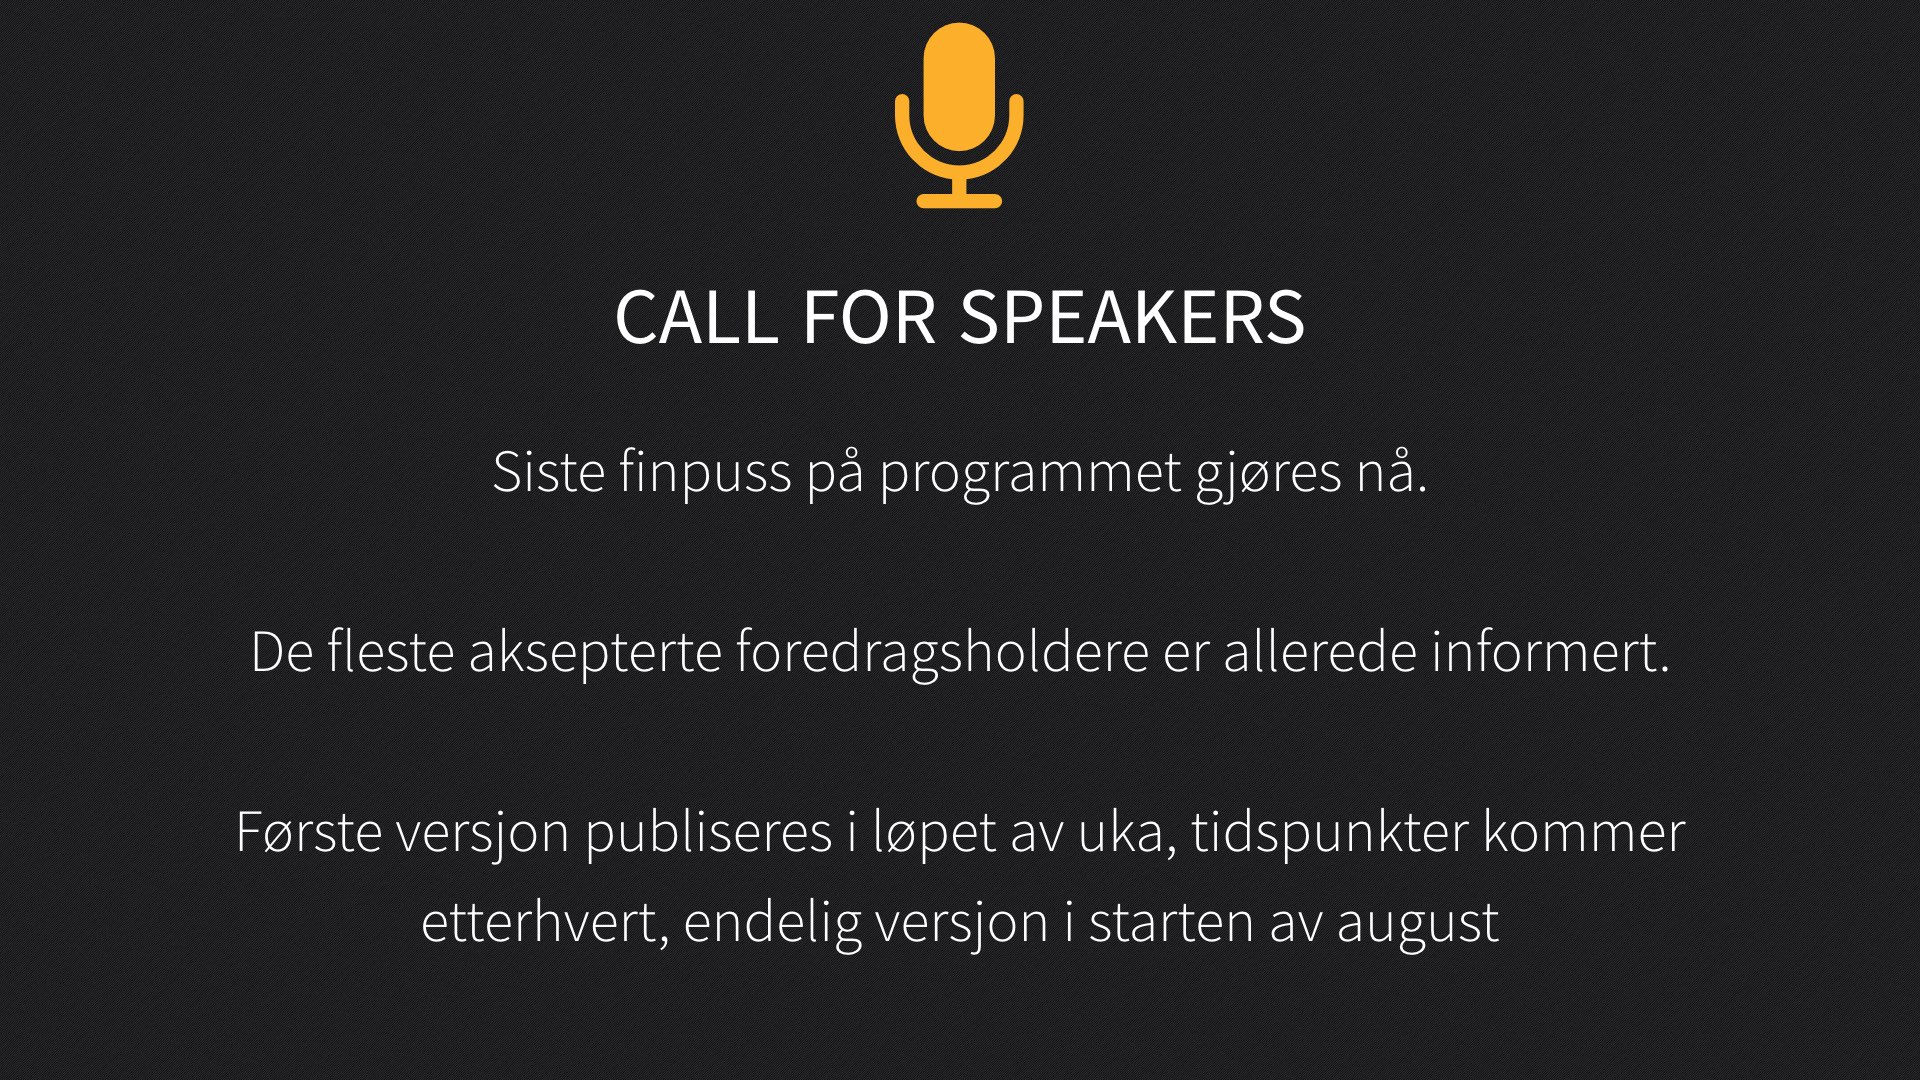 CALL FOR SPEAKERS
Siste finpuss på programmet gjøres nå.
De fleste aksepterte foredragsholdere er allerede informert.
Første versjon publiseres i løpet av uka, tidspunkter kommer
etterhvert, endelig versjon i starten av august